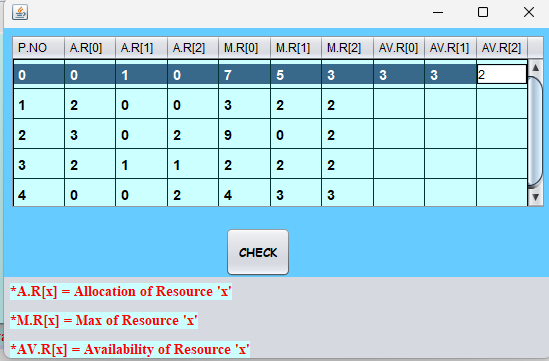 P.NO A.R[0] A.R[1] A.R[2] M.R[0] M.R[1] M.R[2] AV.R[0] AV.R[1] AV.R[2]
0 0 1 0 7 5 3 3 3 2
1 2 0 0 3 2 2
2 3 0 2 9 0 2
3 2 1 1 2 2 2
4 0 0 2 4 3 3
CHECK
*A.R[x] = Allocation of Resource 'x'
*M.R[x] = Max of Resource 'x'
*AV.R[x] = Availability of Resource 'x'